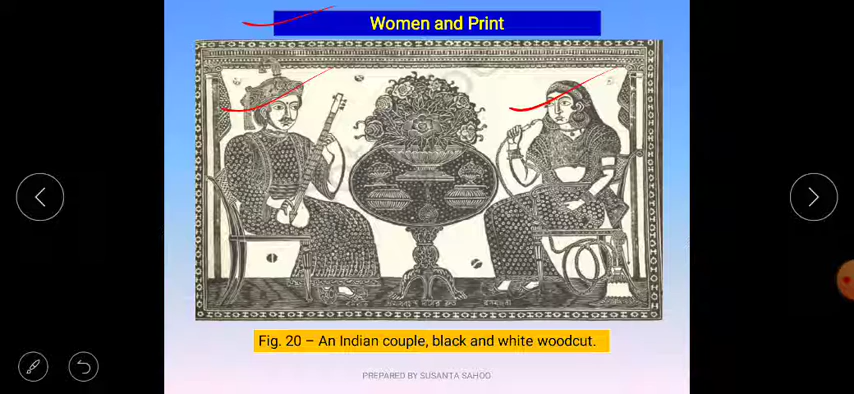 Women and Print
Fig. 20 – An Indian couple, black and white woodcut.
PREPARED BY SUSANTA SAHOO